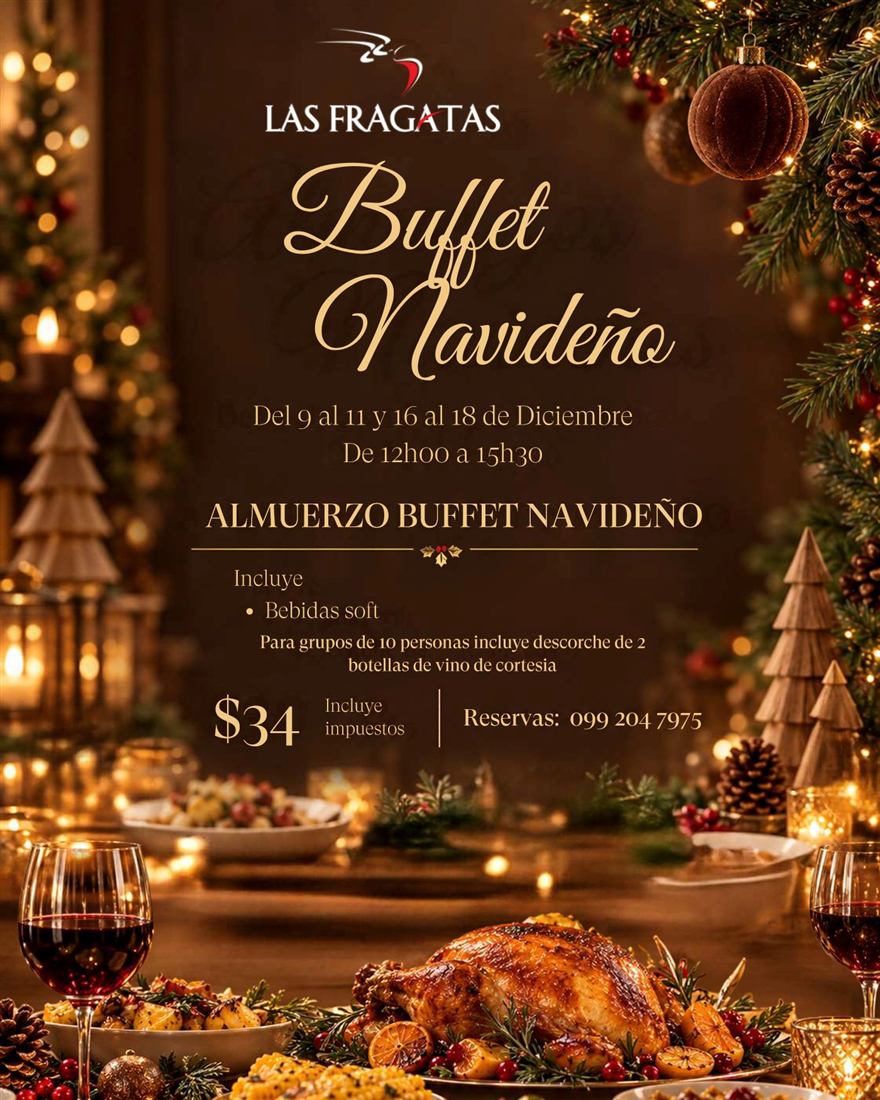 LAS FRAGATAS
Buffet
Navideño
Del 9 al 11 y 16 al 18 de Diciembre
De 12h00 a 15h30
ALMUERZO BUFFET NAVIDEÑO
Incluye
• Bebidas soft
Para grupos de 10 personas incluye descorche de 2
botellas de vino de cortesia
$34
Incluye
impuestos
Reservas: 099 204 7975